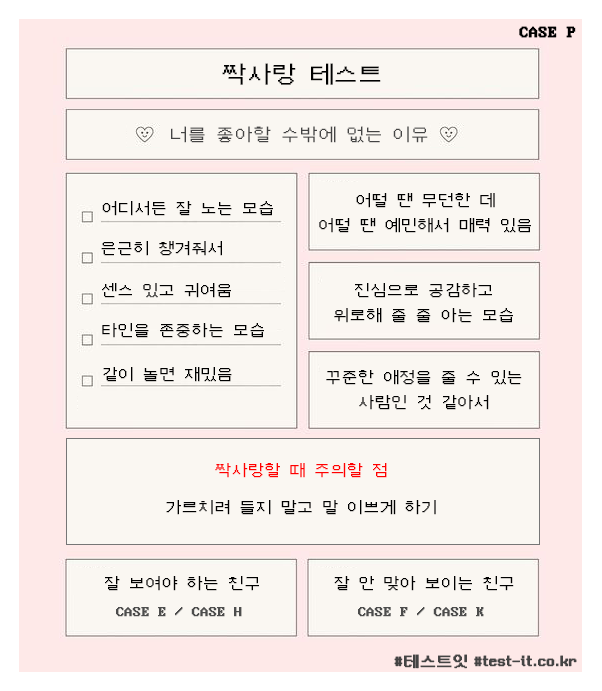 CASE P
짝사랑 테스트
너를 좋아할 수밖에 없는 이유
어디서든 잘 노는 모습
은근히 챙겨줘서
센스 있고 귀여움
타인을 존중하는 모습
같이 놀면 재밌음
어떨 땐 무던한 데
어떨 땐 예민해서 매력 있음
진심으로 공감하고
위로해 줄 줄 아는 모습
꾸준한 애정을 줄 수 있는
사람인 것 같아서
짝사랑할 때 주의할 점
가르치려 들지 말고 말 이쁘게 하기
잘 보여야 하는 친구
CASE E / CASE H
잘 안 맞아 보이는 친구
CASE F / CASE K
#테스트잇 #test-it.co.kr